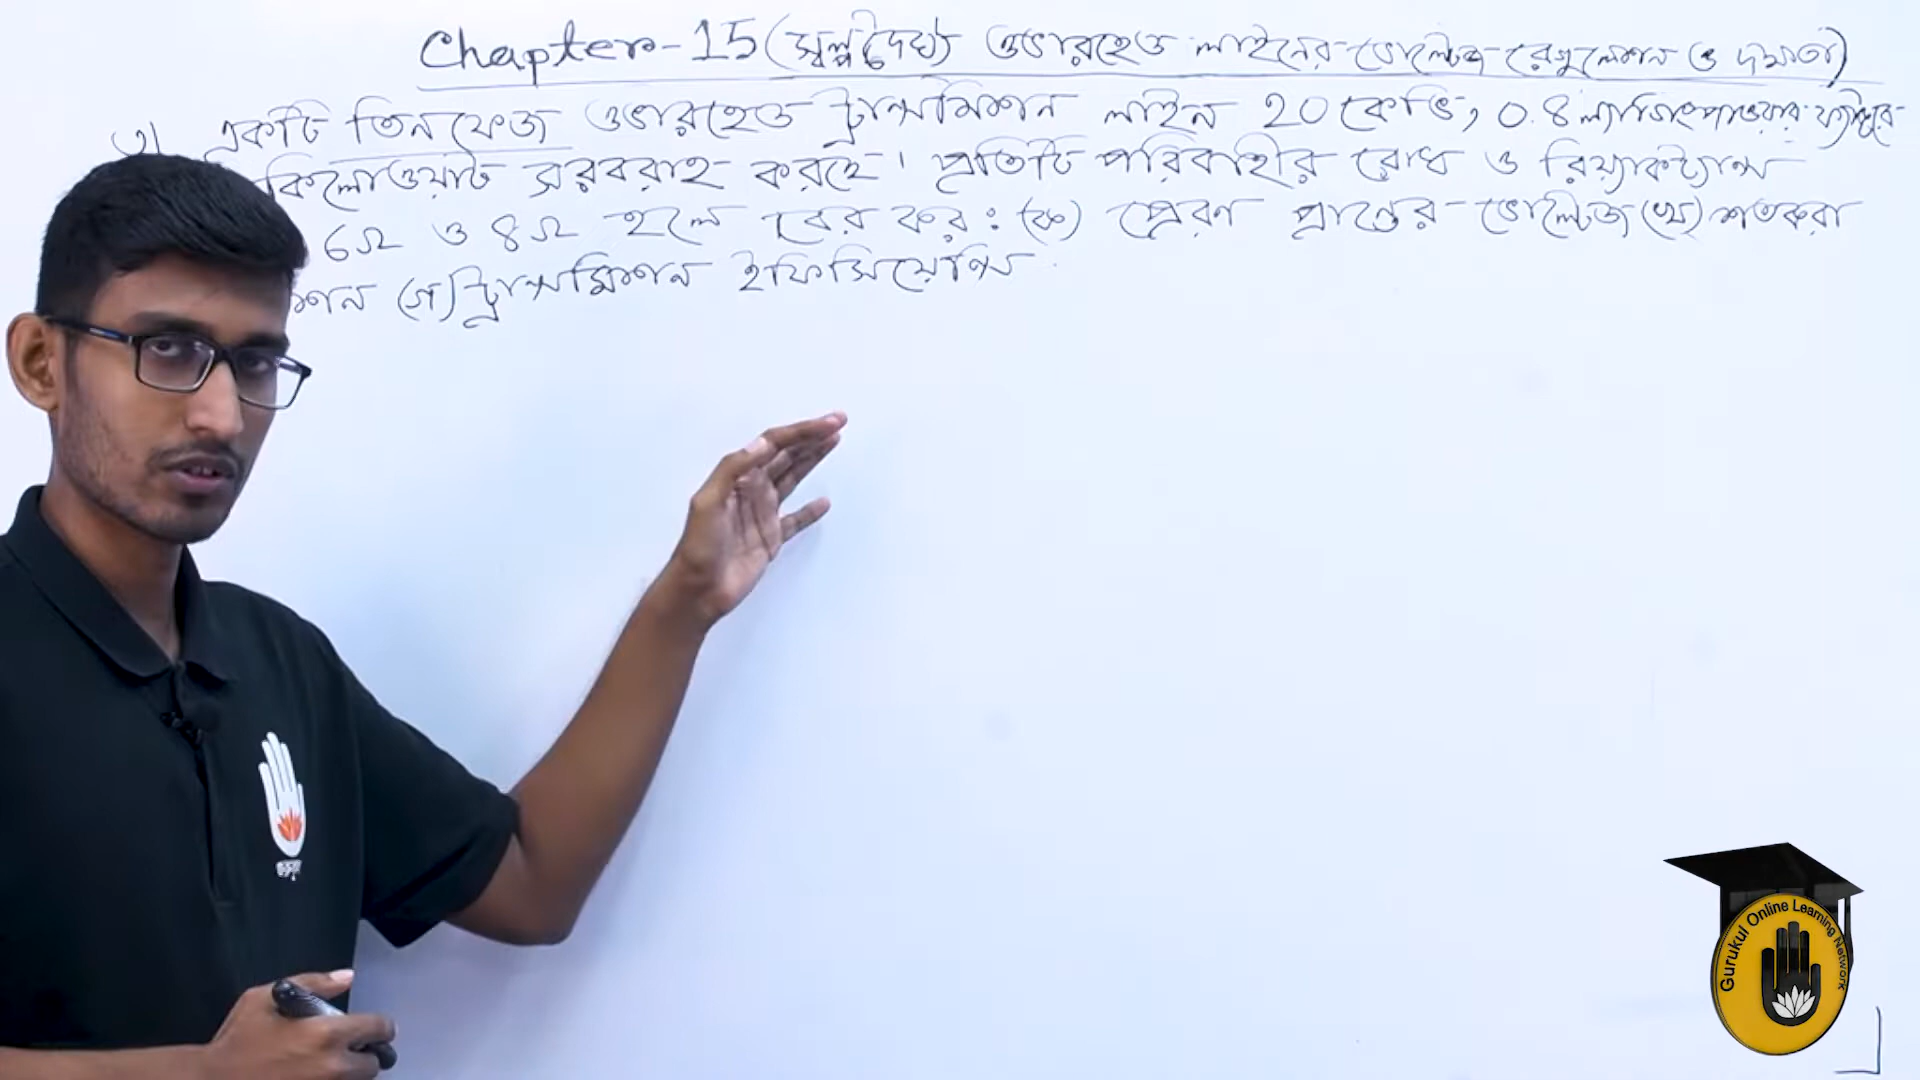 Chapter-15 (স্বল্পদৈর্ঘ্য ওভারহেড লাইনের ভোল্টেজ রেগুলেশন ও দক্ষতা)
৩) একটি তিনফেজ ওভারহেড ট্রান্সমিশন লাইন 20 কেভি, 0.8 ল্যাগিং পাওয়ার ফ্যাক্টরে
কিলোওয়াট সরবরাহ করছে। প্রতিটি পরিবাহীর রোধ ও রিয়্যাকট্যান্স
6Ω ও 8Ω হলে বের কর: (ক) প্রেরণ প্রান্তের ভোল্টেজ (খ) শতকরা
শন (গ) ট্রান্সমিশন ইফিসিয়েন্সি
গুরুকুল
Gurukul Online Learning Network